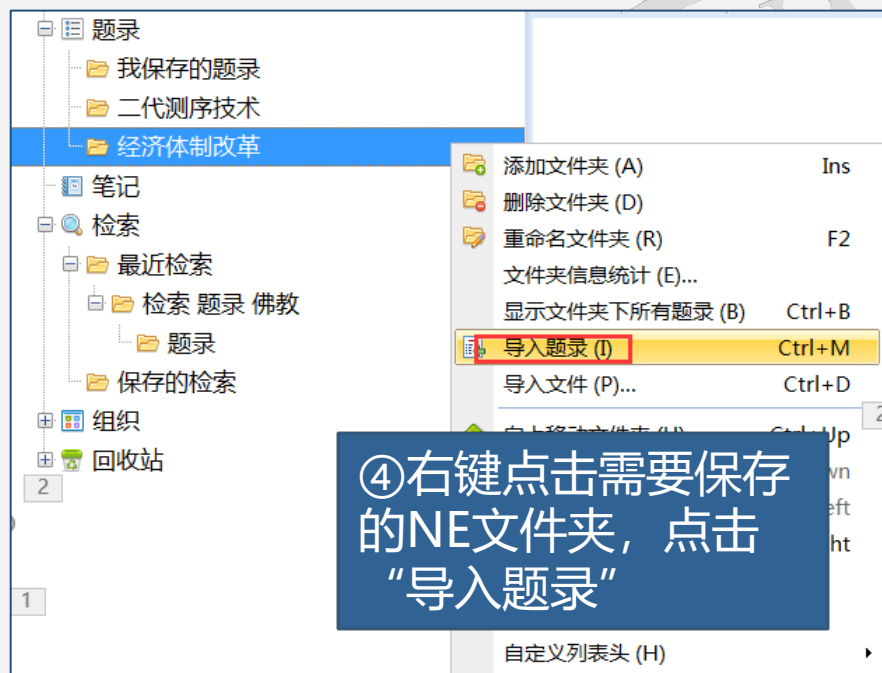 题录
我保存的题录
二代测序技术
经济体制改革
笔记
检索
最近检索
检索 题录 佛教
题录
保存的检索
组织
回收站
2
1
添加文件夹 (A) Ins
删除文件夹 (D)
重命名文件夹 (R) F2
文件夹信息统计 (E)...
显示文件夹下所有题录 (B) Ctrl+B
导入题录 (I) Ctrl+M
导入文件 (P)... Ctrl+D
2
④右键点击需要保存
的NE文件夹，点击
“导入题录”
自定义列表头 (H)